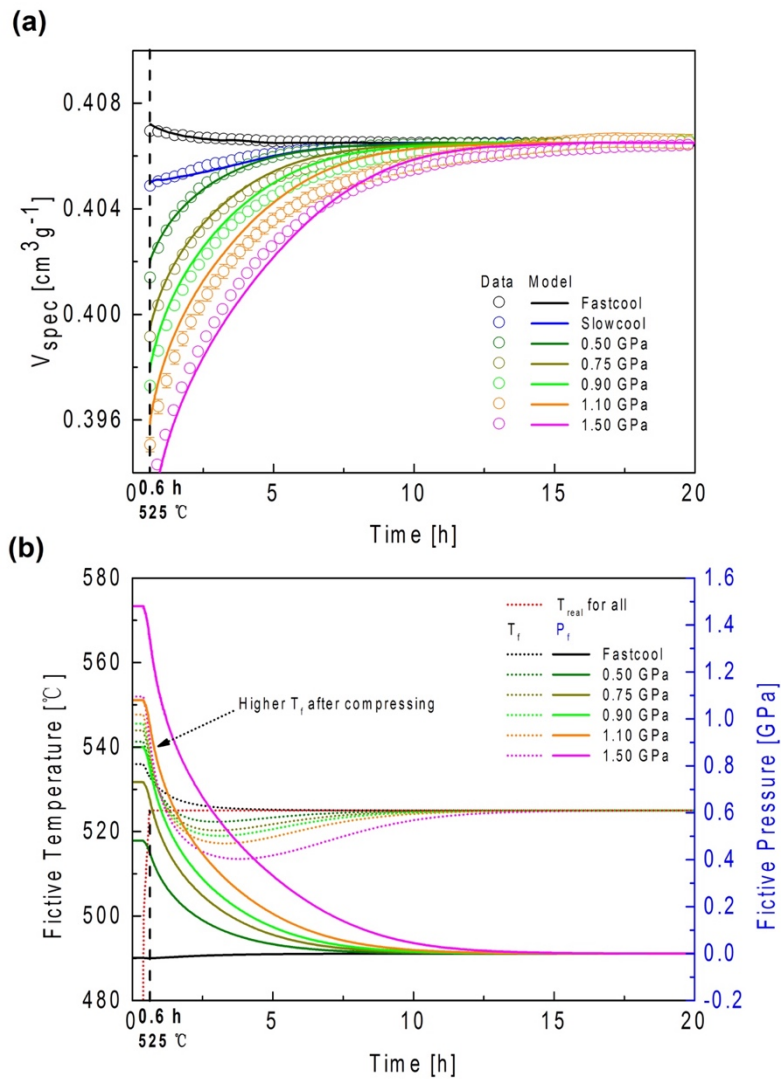 (a)
0.408
0.404
0.400
0.396
Vspec [cm³g⁻¹]
Data Model
Fastcool
Slowcool
0.50 GPa
0.75 GPa
0.90 GPa
1.10 GPa
1.50 GPa
0 5 10 15 20
0.6 h
525 ℃
Time [h]
(b)
580
560
540
520
500
480
Fictive Temperature [℃]
1.6
1.4
1.2
1.0
0.8
0.6
0.4
0.2
0.0
-0.2
Fictive Pressure [GPa]
Treal for all
Tf Pf
Fastcool
0.50 GPa
0.75 GPa
0.90 GPa
1.10 GPa
1.50 GPa
Higher Tf after compressing
0 5 10 15 20
0.6 h
525 ℃
Time [h]